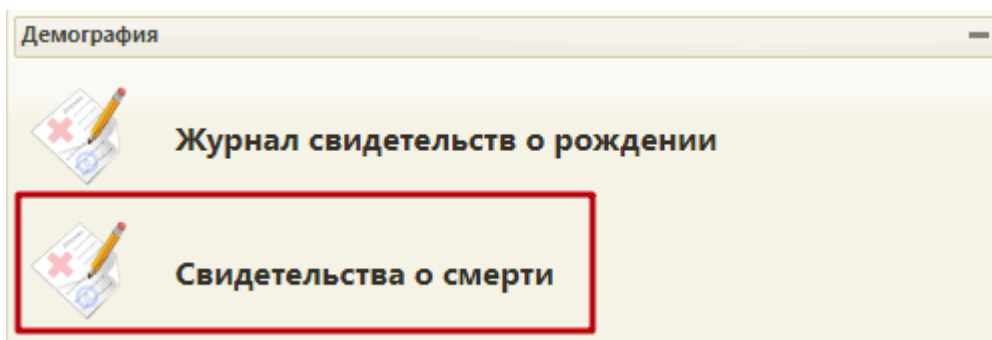 Демография
Журнал свидетельств о рождении
Свидетельства о смерти